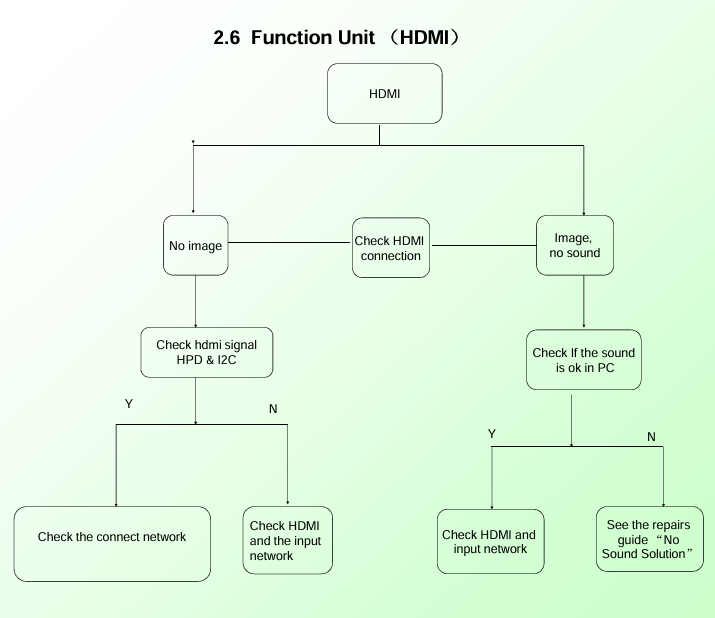 2.6 Function Unit （HDMI）
HDMI
No image
Check HDMI
connection
Image,
no sound
Check hdmi signal
HPD & I2C
Check If the sound
is ok in PC
Y
N
Y
N
Check the connect network
Check HDMI
and the input
network
Check HDMI and
input network
See the repairs
guide “No
Sound Solution”